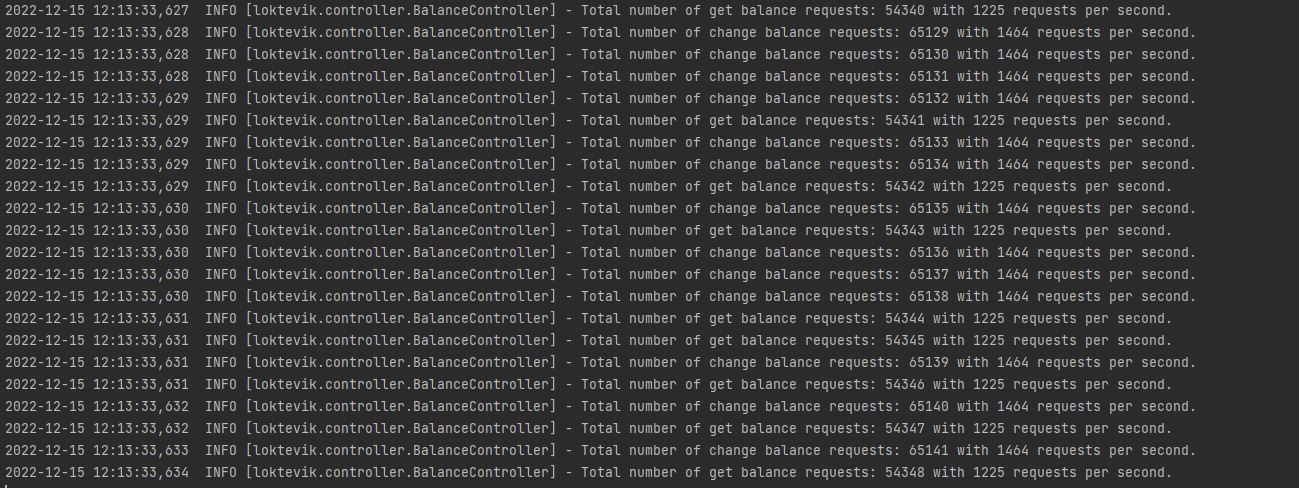 2022-12-15 12:13:33,627  INFO [loktevik.controller.BalanceController] - Total number of get balance requests: 54340 with 1225 requests per second.
2022-12-15 12:13:33,628  INFO [loktevik.controller.BalanceController] - Total number of change balance requests: 65129 with 1464 requests per second.
2022-12-15 12:13:33,628  INFO [loktevik.controller.BalanceController] - Total number of change balance requests: 65130 with 1464 requests per second.
2022-12-15 12:13:33,628  INFO [loktevik.controller.BalanceController] - Total number of change balance requests: 65131 with 1464 requests per second.
2022-12-15 12:13:33,629  INFO [loktevik.controller.BalanceController] - Total number of change balance requests: 65132 with 1464 requests per second.
2022-12-15 12:13:33,629  INFO [loktevik.controller.BalanceController] - Total number of get balance requests: 54341 with 1225 requests per second.
2022-12-15 12:13:33,629  INFO [loktevik.controller.BalanceController] - Total number of change balance requests: 65133 with 1464 requests per second.
2022-12-15 12:13:33,629  INFO [loktevik.controller.BalanceController] - Total number of change balance requests: 65134 with 1464 requests per second.
2022-12-15 12:13:33,629  INFO [loktevik.controller.BalanceController] - Total number of get balance requests: 54342 with 1225 requests per second.
2022-12-15 12:13:33,630  INFO [loktevik.controller.BalanceController] - Total number of change balance requests: 65135 with 1464 requests per second.
2022-12-15 12:13:33,630  INFO [loktevik.controller.BalanceController] - Total number of get balance requests: 54343 with 1225 requests per second.
2022-12-15 12:13:33,630  INFO [loktevik.controller.BalanceController] - Total number of change balance requests: 65136 with 1464 requests per second.
2022-12-15 12:13:33,630  INFO [loktevik.controller.BalanceController] - Total number of change balance requests: 65137 with 1464 requests per second.
2022-12-15 12:13:33,630  INFO [loktevik.controller.BalanceController] - Total number of change balance requests: 65138 with 1464 requests per second.
2022-12-15 12:13:33,631  INFO [loktevik.controller.BalanceController] - Total number of get balance requests: 54344 with 1225 requests per second.
2022-12-15 12:13:33,631  INFO [loktevik.controller.BalanceController] - Total number of get balance requests: 54345 with 1225 requests per second.
2022-12-15 12:13:33,631  INFO [loktevik.controller.BalanceController] - Total number of change balance requests: 65139 with 1464 requests per second.
2022-12-15 12:13:33,631  INFO [loktevik.controller.BalanceController] - Total number of get balance requests: 54346 with 1225 requests per second.
2022-12-15 12:13:33,632  INFO [loktevik.controller.BalanceController] - Total number of change balance requests: 65140 with 1464 requests per second.
2022-12-15 12:13:33,632  INFO [loktevik.controller.BalanceController] - Total number of get balance requests: 54347 with 1225 requests per second.
2022-12-15 12:13:33,633  INFO [loktevik.controller.BalanceController] - Total number of change balance requests: 65141 with 1464 requests per second.
2022-12-15 12:13:33,634  INFO [loktevik.controller.BalanceController] - Total number of get balance requests: 54348 with 1225 requests per second.